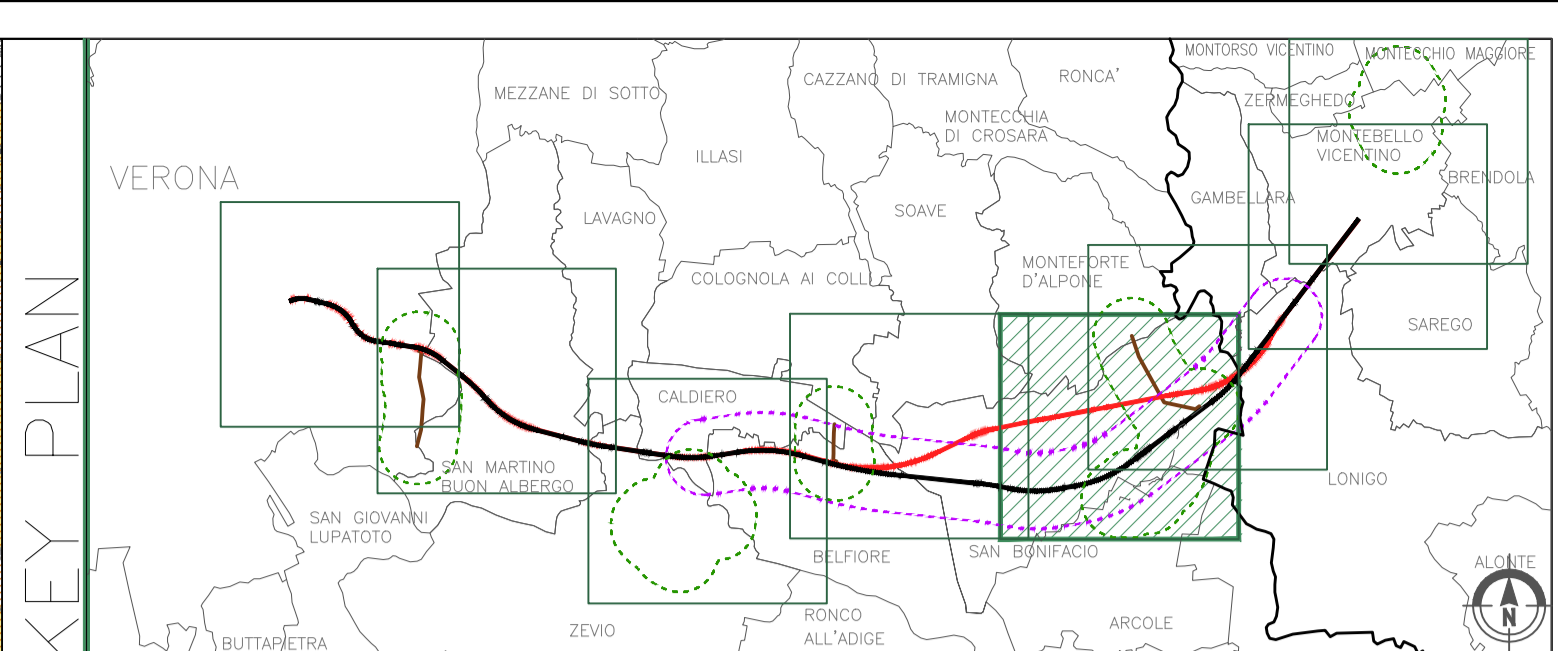 KEY PLAN
MONTORSO VICENTINO
MONTECCHIO MAGGIORE
MEZZANE DI SOTTO
CAZZANO DI TRAMIGNA
RONCA'
ZERMEGHEDO
MONTECCHIA
DI CROSARA
MONTEBELLO
VICENTINO
ILLASI
VERONA
BRENDOLA
GAMBELLARA
LAVAGNO
SOAVE
MONTEFORTE
D'ALPONE
COLOGNOLA AI COLL
SAREGO
CALDIERO
SAN MARTINO
BUON ALBERGO
LONIGO
SAN GIOVANNI
LUPATOTO
BELFIORE
SAN BONIFACIO
ALONTE
N
RONCO
ALL'ADIGE
ARCOLE
ZEVIO
BUTTAPIETRA